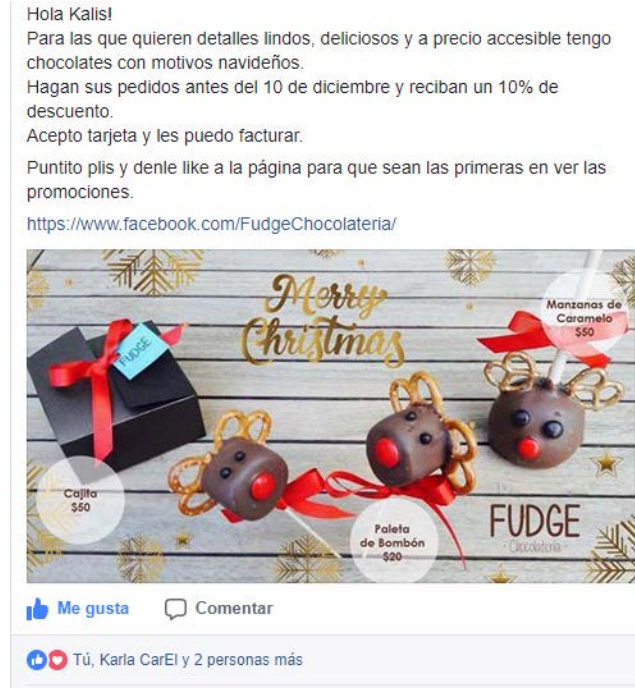 Hola Kalis!
Para las que quieren detalles lindos, deliciosos y a precio accesible tengo
chocolates con motivos navideños.
Hagan sus pedidos antes del 10 de diciembre y reciban un 10% de
descuento.
Acepto tarjeta y les puedo facturar.
Puntito plis y denle like a la página para que sean las primeras en ver las
promociones.
https://www.facebook.com/FudgeChocolateria/
Merry
Christmas
Manzanas de
Caramelo
$50
FUDGE
Cajita
$50
Paleta
de Bombón
$20
FUDGE
Chocolatería
Me gusta
Comentar
Tú, Karla CarEl y 2 personas más